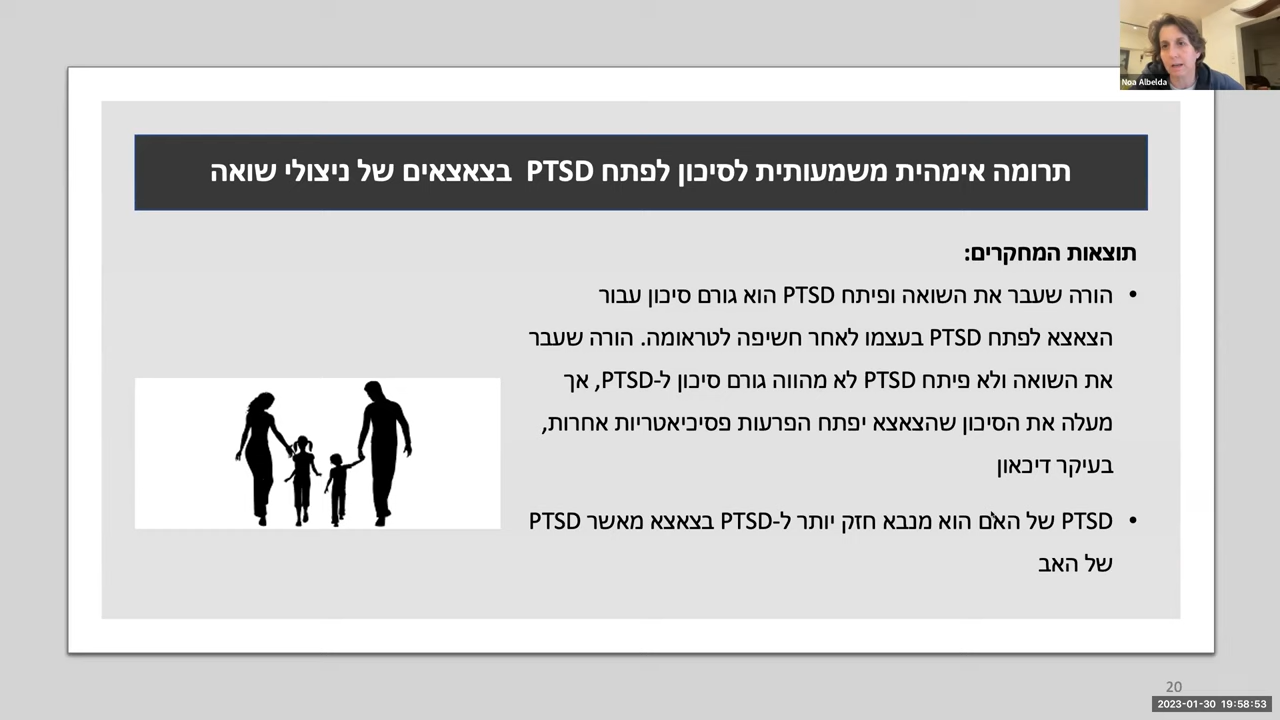 Noa Albelda
תרומה אימהית משמעותית לסיכון לפתח PTSD בצאצאים של ניצולי שואה
תוצאות המחקרים:
• הורה שעבר את השואה ופיתח PTSD הוא גורם סיכון עבור
הצאצא לפתח PTSD בעצמו לאחר חשיפה לטראומה. הורה שעבר
את השואה ולא פיתח PTSD לא מהווה גורם סיכון ל-PTSD, אך
מעלה את הסיכון שהצאצא יפתח הפרעות פסיכיאטריות אחרות,
בעיקר דיכאון
• PTSD של האם הוא מנבא חזק יותר ל-PTSD בצאצא מאשר PTSD
של האב
20
2023-01-30 19:58:53